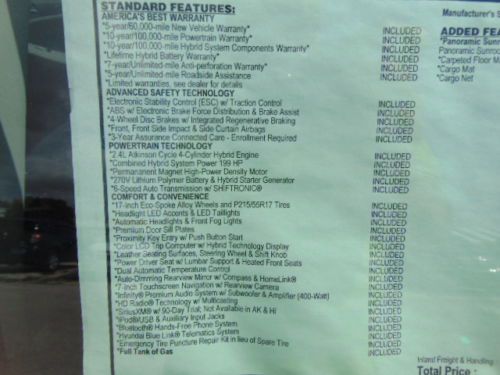 STANDARD FEATURES:
AMERICA'S BEST WARRANTY
*5-year/60,000-mile New Vehicle Warranty* INCLUDED
*10-year/100,000-mile Powertrain Warranty* INCLUDED
*10-year/100,000-mile Hybrid System Components Warranty* INCLUDED
*Lifetime Hybrid Battery Warranty* INCLUDED
*7-year/Unlimited-mile Anti-perforation Warranty* INCLUDED
*5-year/Unlimited-mile Roadside Assistance INCLUDED
*Limited warranties, see dealer for details
ADVANCED SAFETY TECHNOLOGY
*Electronic Stability Control (ESC) w/ Traction Control INCLUDED
*ABS w/ Electronic Brake Force Distribution & Brake Assist INCLUDED
*4-Wheel Disc Brakes w/ Integrated Regenerative Braking INCLUDED
*Front, Front Side Impact & Side Curtain Airbags INCLUDED
*3-Year Assurance Connected Care - Enrollment Required INCLUDED
POWERTRAIN TECHNOLOGY
*2.4L Atkinson Cycle 4-Cylinder Hybrid Engine INCLUDED
*Combined Hybrid System Power 199 HP INCLUDED
*Permananent Magnet High-Power Density Motor INCLUDED
*270V Lithium Polymer Battery & Hybrid Starter Generator INCLUDED
*6-Speed Auto Transmission w/ SHIFTRONIC® INCLUDED
COMFORT & CONVENIENCE
*17-Inch Eco-Spoke Alloy Wheels and P215/55R17 Tires INCLUDED
*Headlight LED Accents & LED Taillights INCLUDED
*Automatic Headlights & Front Fog Lights INCLUDED
*Premium Door Sill Plates INCLUDED
*Proximity Key Entry w/ Push Button Start INCLUDED
*Color LCD Trip Computer w/ Hybrid Technology Display INCLUDED
*Leather Seating Surfaces, Steering Wheel & Shift Knob INCLUDED
*Power Driver Seat w/ Lumbar Support & Heated Front Seats INCLUDED
*Dual Automatic Temperature Control INCLUDED
*Auto-Dimming Rearview Mirror w/ Compass & HomeLink® INCLUDED
*7-Inch Touchscreen Navigation w/ Rearview Camera INCLUDED
*Infinity® Premium Audio System w/ Subwoofer & Amplifier (400-Watt) INCLUDED
*HD Radio® Technology w/ Multicasting INCLUDED
*SiriusXM® w/ 90-Day Trial; Not Available in AK & HI INCLUDED
*iPod®/USB & Auxiliary Input Jacks INCLUDED
*Bluetooth® Hands-Free Phone System INCLUDED
*Hyundai Blue Link® Telematics System INCLUDED
*Emergency Tire Puncture Repair Kit in lieu of Spare Tire INCLUDED
*Full Tank of Gas INCLUDED
Manufacturer's
ADDED
*Panoramic
Panoramic
*Carpeted Floor
*Cargo Mat
*Cargo Net
Inland Freight & Handling
Total Price